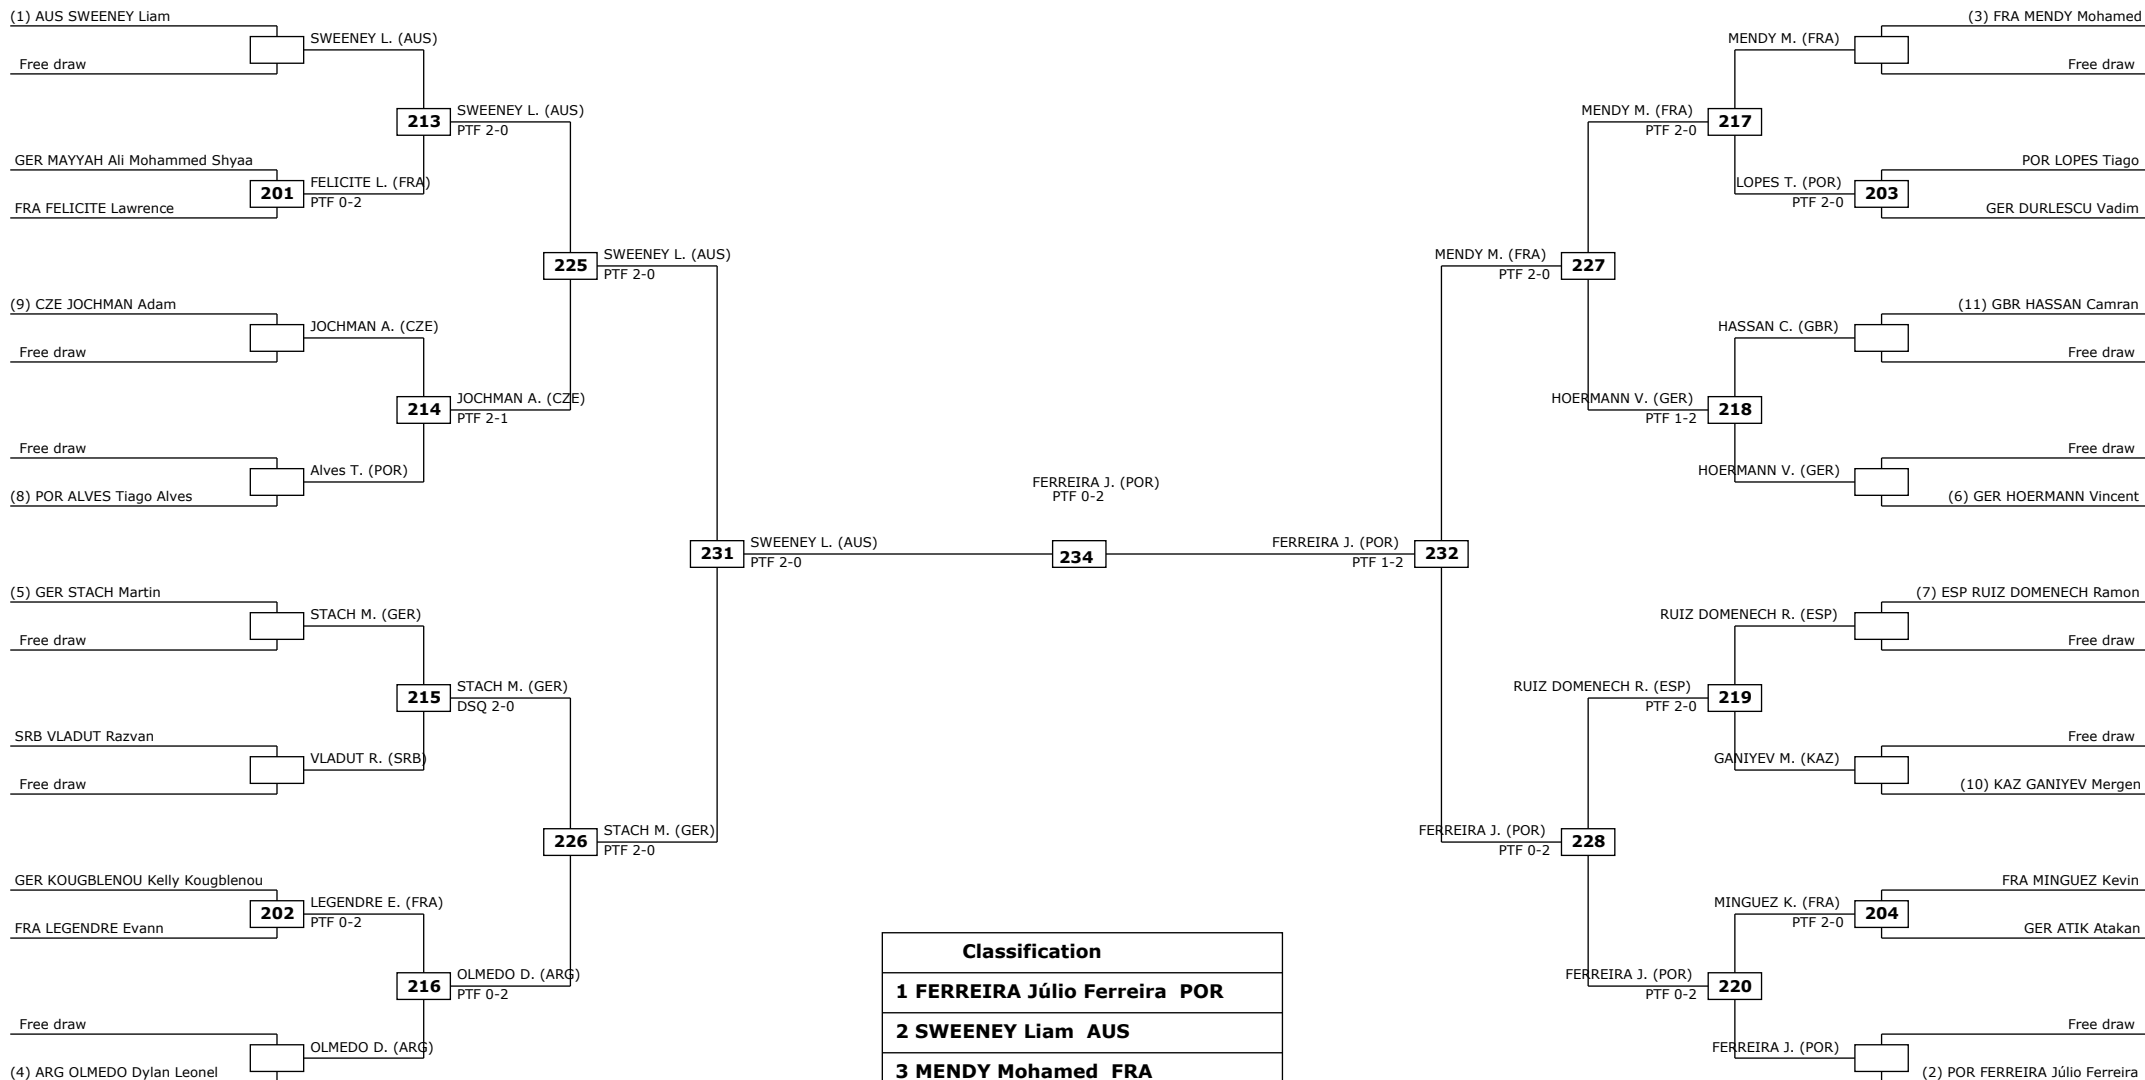 (1) AUS SWEENEY Liam
SWEENEY L. (AUS)
Free draw
213
SWEENEY L. (AUS)
PTF 2-0
GER MAYYAH Ali Mohammed Shyaa
201
FELICITE L. (FRA)
PTF 0-2
FRA FELICITE Lawrence
225
SWEENEY L. (AUS)
PTF 2-0
(9) CZE JOCHMAN Adam
JOCHMAN A. (CZE)
Free draw
214
JOCHMAN A. (CZE)
PTF 2-1
Free draw
Alves T. (POR)
(8) POR ALVES Tiago Alves
231
SWEENEY L. (AUS)
PTF 2-0
(5) GER STACH Martin
STACH M. (GER)
Free draw
215
STACH M. (GER)
DSQ 2-0
SRB VLADUT Razvan
VLADUT R. (SRB)
Free draw
226
STACH M. (GER)
PTF 2-0
GER KOUGBLENOU Kelly Kougblenou
202
LEGENDRE E. (FRA)
PTF 0-2
FRA LEGENDRE Evann
216
OLMEDO D. (ARG)
PTF 0-2
Free draw
OLMEDO D. (ARG)
(4) ARG OLMEDO Dylan Leonel
FERREIRA J. (POR)
PTF 0-2
234
(3) FRA MENDY Mohamed
MENDY M. (FRA)
Free draw
MENDY M. (FRA)
PTF 2-0
217
POR LOPES Tiago
LOPES T. (POR)
PTF 2-0
203
GER DURLESCU Vadim
MENDY M. (FRA)
PTF 2-0
227
(11) GBR HASSAN Camran
HASSAN C. (GBR)
Free draw
HOERMANN V. (GER)
PTF 1-2
218
Free draw
HOERMANN V. (GER)
(6) GER HOERMANN Vincent
FERREIRA J. (POR)
PTF 1-2
232
(7) ESP RUIZ DOMENECH Ramon
RUIZ DOMENECH R. (ESP)
Free draw
RUIZ DOMENECH R. (ESP)
PTF 2-0
219
Free draw
GANIYEV M. (KAZ)
(10) KAZ GANIYEV Mergen
FERREIRA J. (POR)
PTF 0-2
228
FRA MINGUEZ Kevin
MINGUEZ K. (FRA)
PTF 2-0
204
GER ATIK Atakan
FERREIRA J. (POR)
PTF 0-2
220
Free draw
FERREIRA J. (POR)
(2) POR FERREIRA Júlio Ferreira
Classification
1 FERREIRA Júlio Ferreira POR
2 SWEENEY Liam AUS
3 MENDY Mohamed FRA